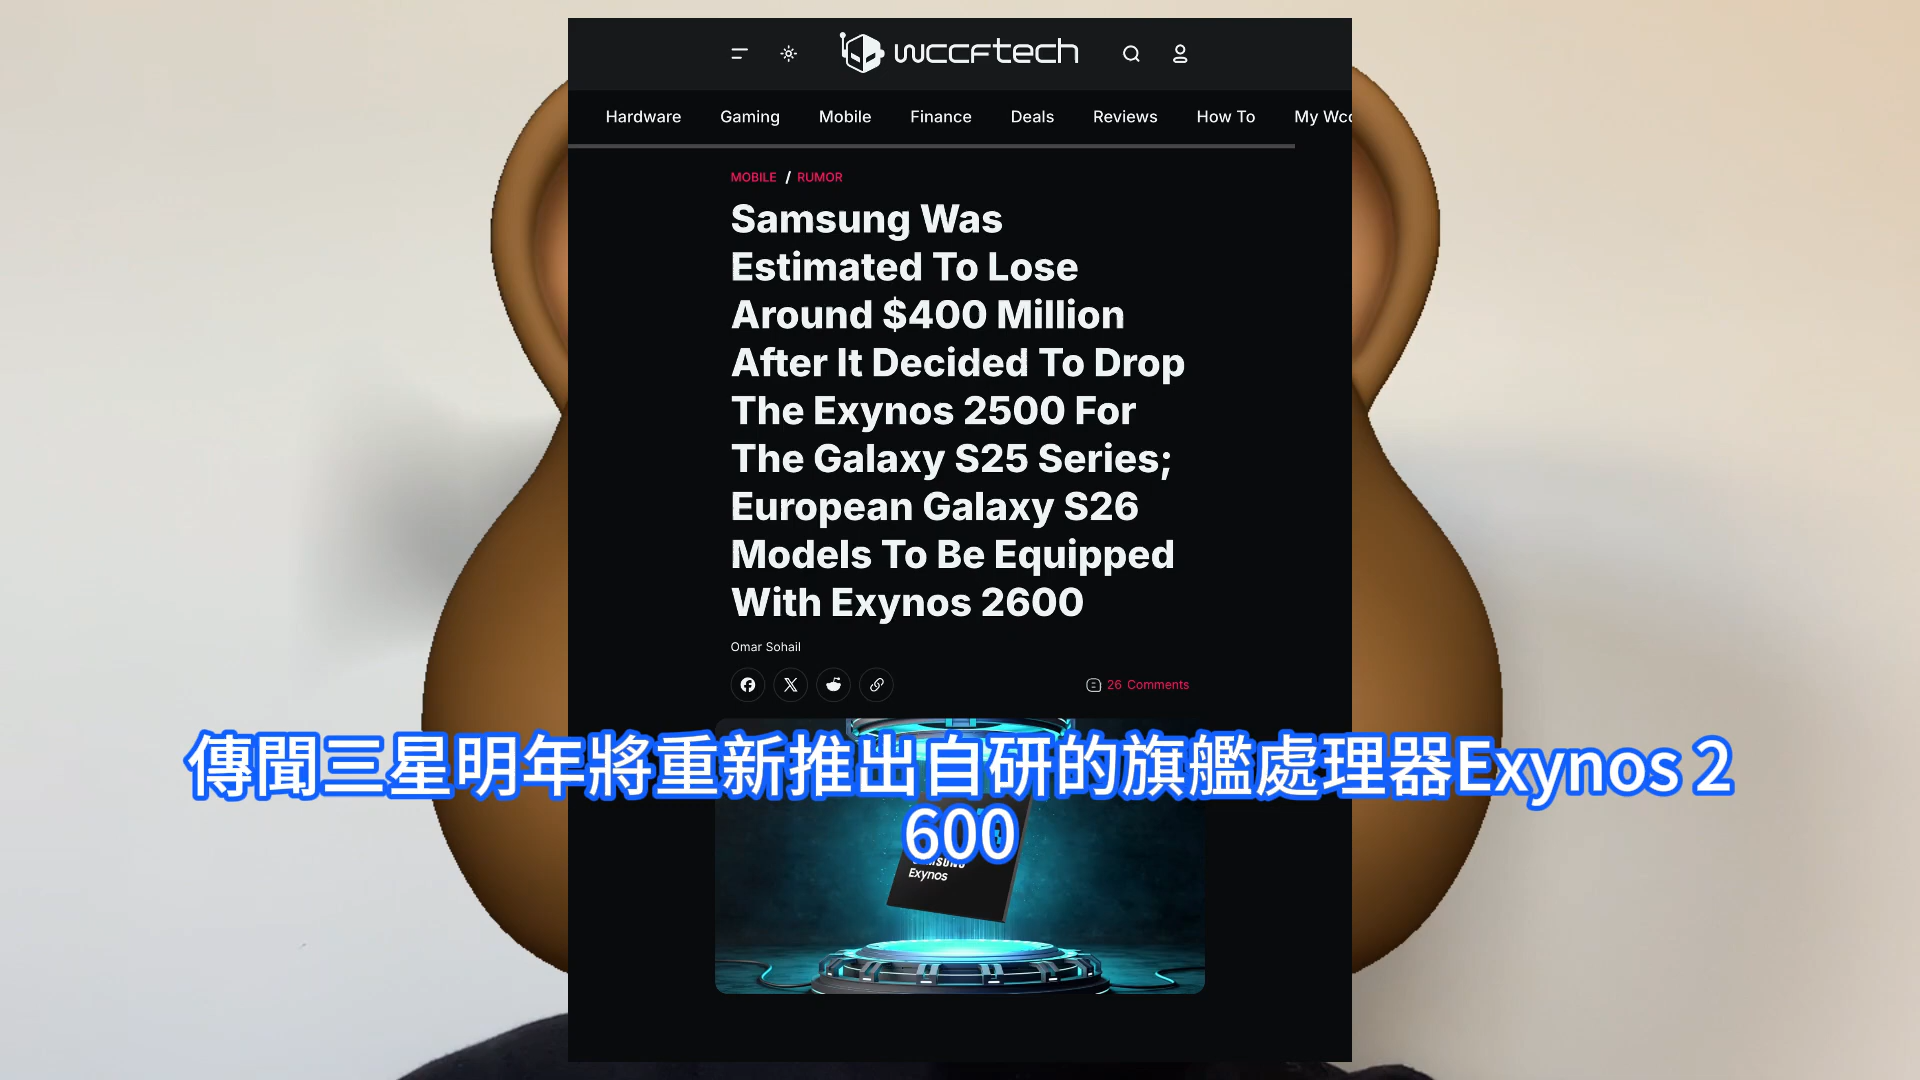 wccftech
Hardware Gaming Mobile Finance Deals Reviews How To My Wcc
MOBILE / RUMOR
Samsung Was
Estimated To Lose
Around $400 Million
After It Decided To Drop
The Exynos 2500 For
The Galaxy S25 Series;
European Galaxy S26
Models To Be Equipped
With Exynos 2600
Omar Sohail
26 Comments
傳聞三星明年將重新推出自研的旗艦處理器Exynos 2
600
SAMSUNG
Exynos